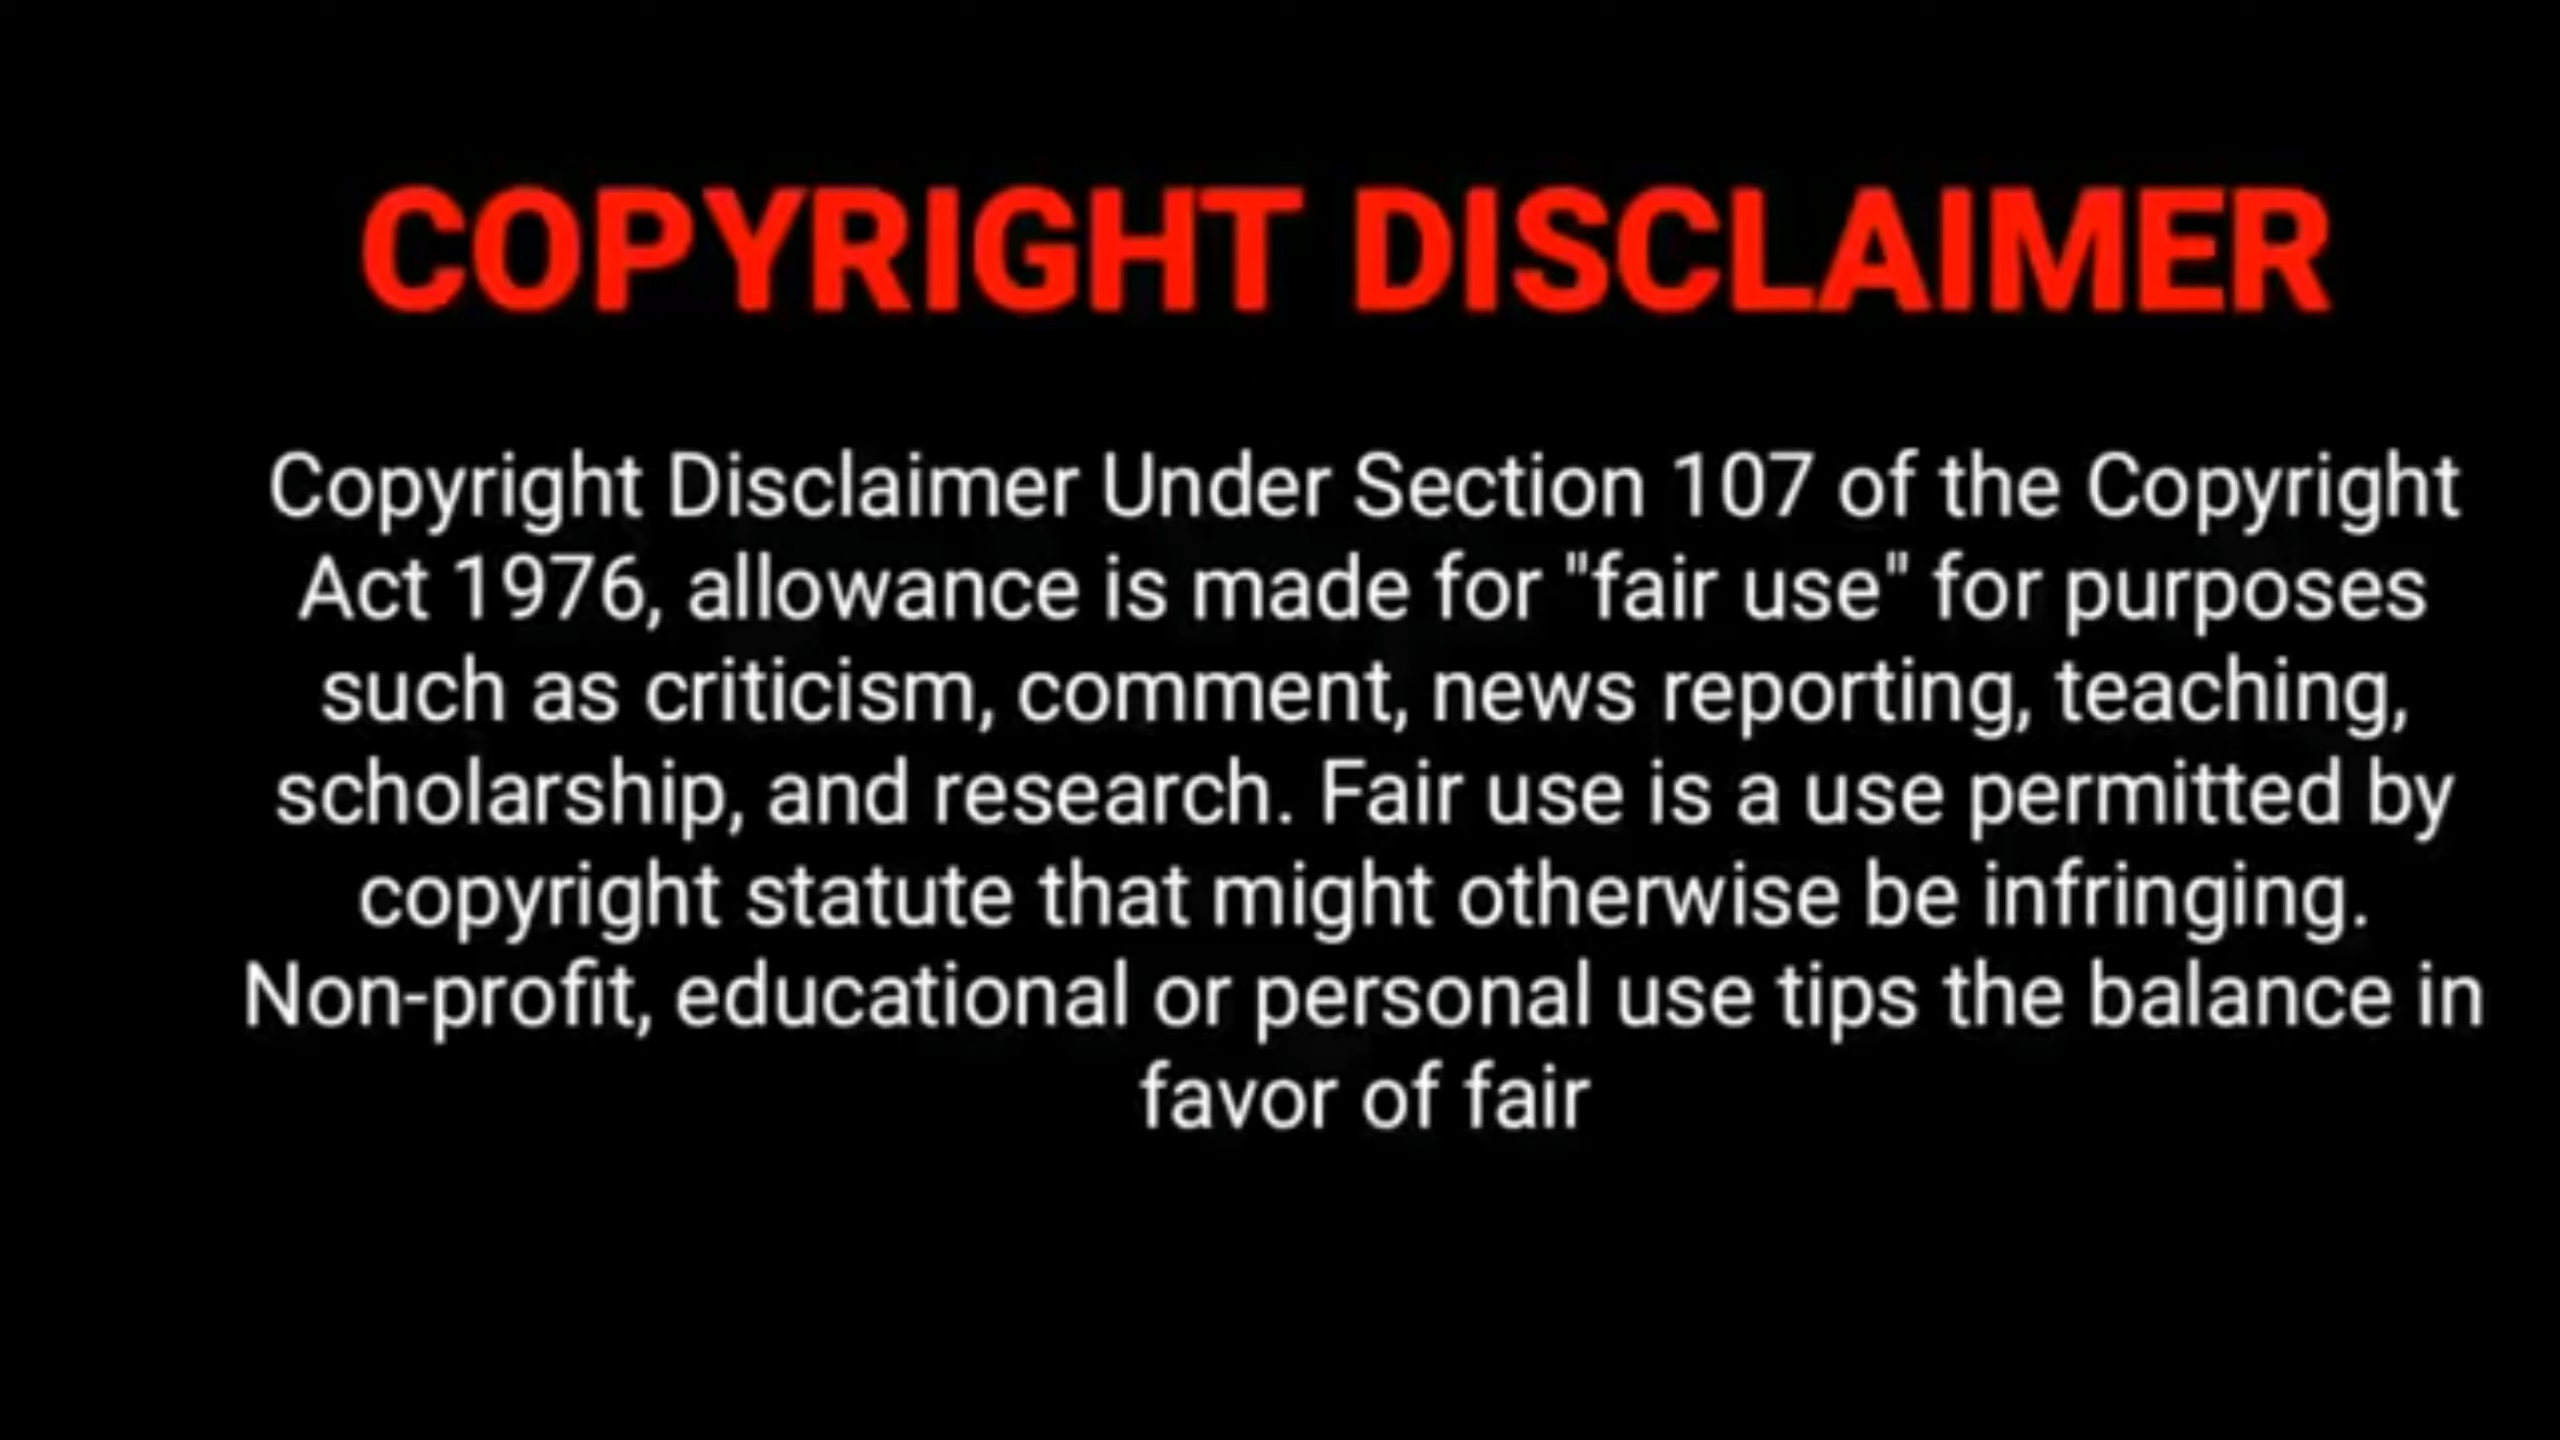 COPYRIGHT DISCLAIMER
Copyright Disclaimer Under Section 107 of the Copyright
Act 1976, allowance is made for "fair use" for purposes
such as criticism, comment, news reporting, teaching,
scholarship, and research. Fair use is a use permitted by
copyright statute that might otherwise be infringing.
Non-profit, educational or personal use tips the balance in
favor of fair